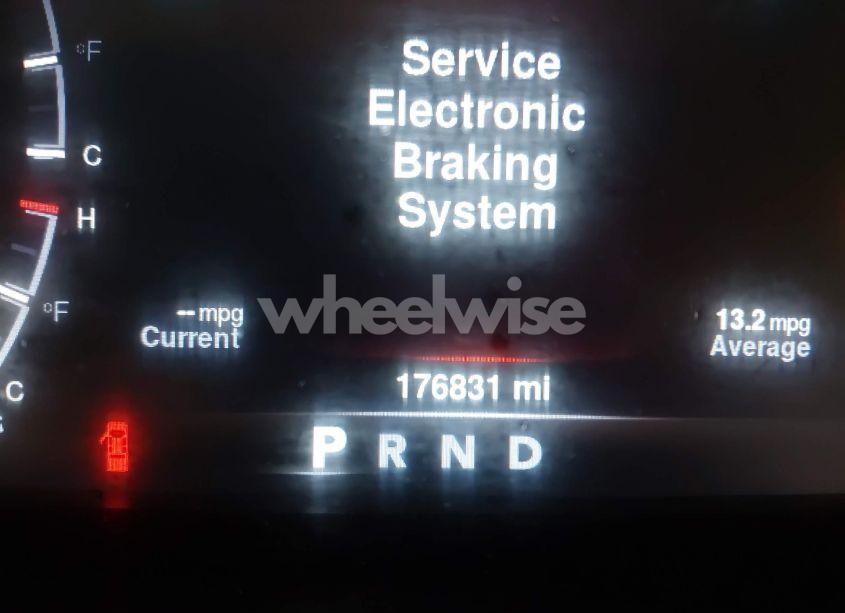 °F
Service
Electronic
C
Braking
System
H
°F
-- mpg
Current
wheelwise
13.2 mpg
Average
176831 mi
C
P R N D